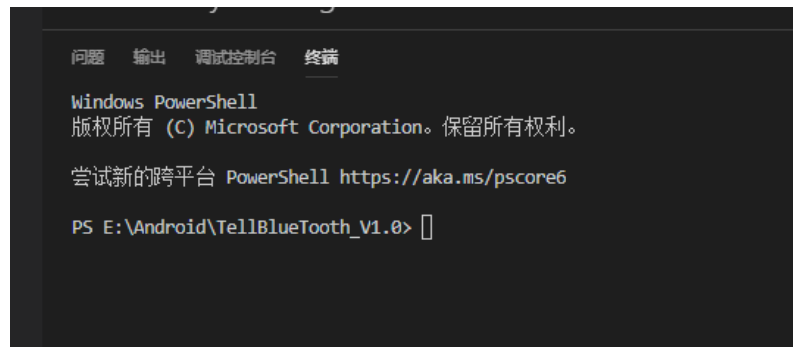 问题 输出 调试控制台 终端
Windows PowerShell
版权所有 (C) Microsoft Corporation。保留所有权利。
尝试新的跨平台 PowerShell https://aka.ms/pscore6
PS E:\Android\TellBlueTooth_V1.0>